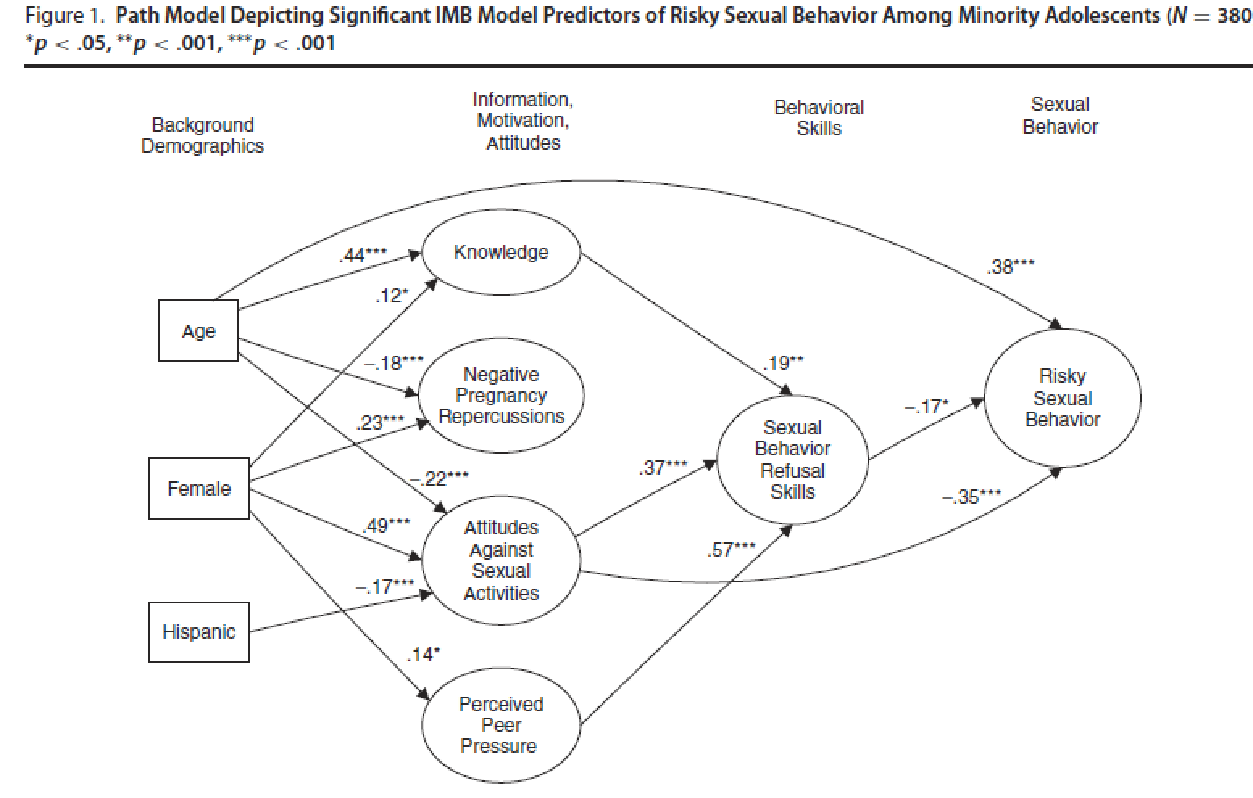 Figure 1. Path Model Depicting Significant IMB Model Predictors of Risky Sexual Behavior Among Minority Adolescents (N = 380
*p < .05, **p < .001, ***p < .001
Background
Demographics
Information,
Motivation,
Attitudes
Behavioral
Skills
Sexual
Behavior
.44***
Knowledge
.38***
.12*
Age
-.18***
Negative
Pregnancy
Repercussions
.19**
Risky
Sexual
Behavior
.23***
-.17*
Sexual
Behavior
Refusal
Skills
Female
-.22***
.37***
-.35***
.49***
Attitudes
Against
Sexual
Activities
.57***
-.17***
Hispanic
.14*
Perceived
Peer
Pressure